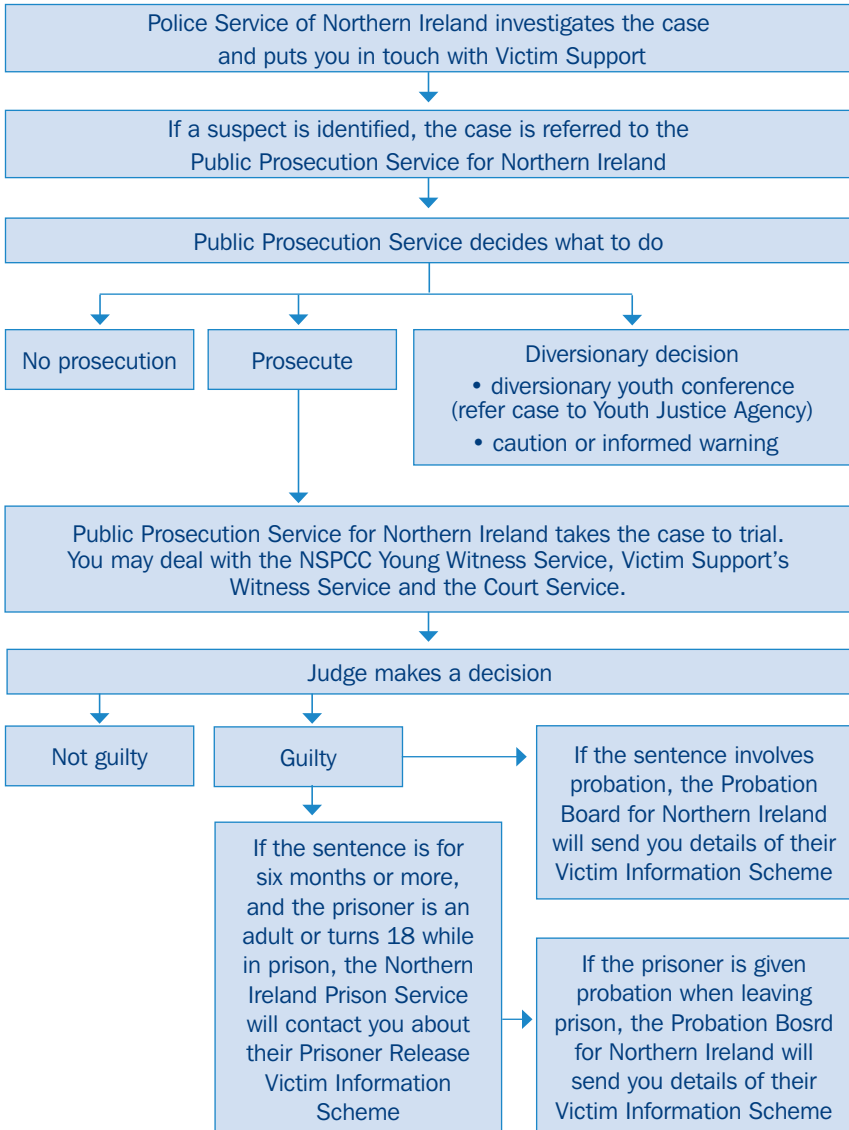 Police Service of Northern Ireland investigates the case
and puts you in touch with Victim Support
If a suspect is identified, the case is referred to the
Public Prosecution Service for Northern Ireland
Public Prosecution Service decides what to do
No prosecution
Prosecute
Diversionary decision
• diversionary youth conference
(refer case to Youth Justice Agency)
• caution or informed warning
Public Prosecution Service for Northern Ireland takes the case to trial.
You may deal with the NSPCC Young Witness Service, Victim Support’s
Witness Service and the Court Service.
Judge makes a decision
Not guilty
Guilty
If the sentence involves
probation, the Probation
Board for Northern Ireland
will send you details of their
Victim Information Scheme
If the sentence is for
six months or more,
and the prisoner is an
adult or turns 18 while
in prison, the Northern
Ireland Prison Service
will contact you about
their Prisoner Release
Victim Information
Scheme
If the prisoner is given
probation when leaving
prison, the Probation Bosrd
for Northern Ireland will
send you details of their
Victim Information Scheme